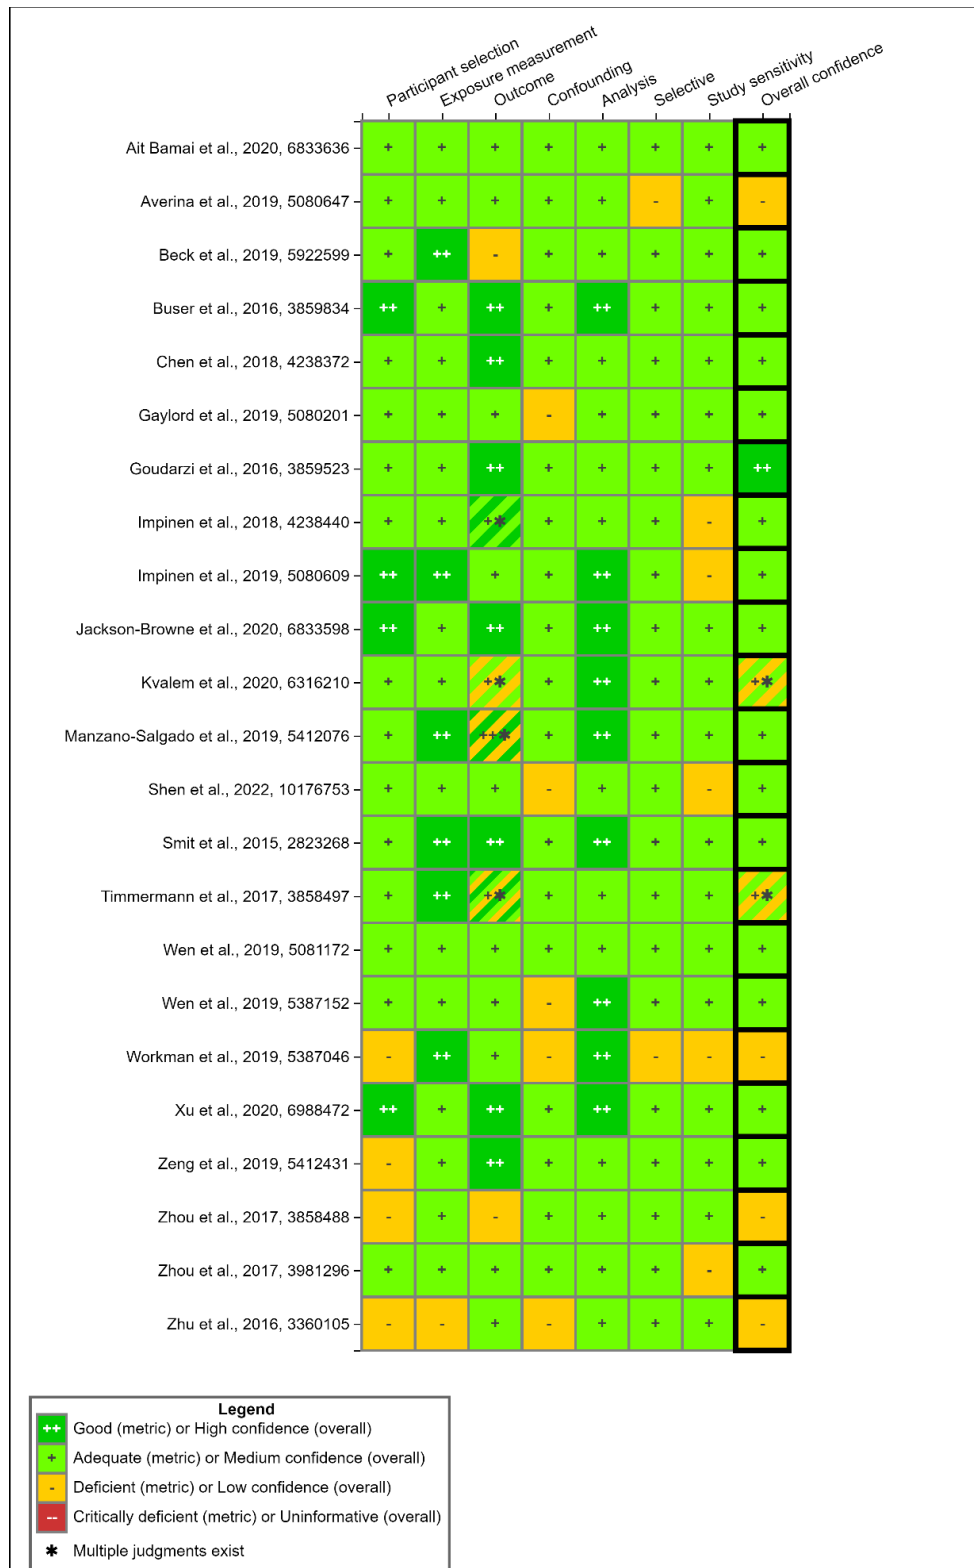 Participant selection
Exposure measurement
Outcome
Confounding
Analysis
Selective
Study sensitivity
Overall confidence
Ait Bamai et al., 2020, 6833636 + + + + + + + +
Averina et al., 2019, 5080647 + + + + + - + -
Beck et al., 2019, 5922599 + ++ - + + + + +
Buser et al., 2016, 3859834 ++ + ++ + ++ + + +
Chen et al., 2018, 4238372 + + ++ + + + + +
Gaylord et al., 2019, 5080201 + + + - + + + +
Goudarzi et al., 2016, 3859523 + + ++ + + + + ++
Impinen et al., 2018, 4238440 + + +✱ + + + - +
Impinen et al., 2019, 5080609 ++ ++ + + ++ + - +
Jackson-Browne et al., 2020, 6833598 ++ + ++ + ++ + + +
Kvalem et al., 2020, 6316210 + + +✱ + ++ + + +✱
Manzano-Salgado et al., 2019, 5412076 + ++ ++✱ + ++ + + +
Shen et al., 2022, 10176753 + + + - + + - +
Smit et al., 2015, 2823268 + ++ ++ + ++ + + +
Timmermann et al., 2017, 3858497 + ++ +✱ + + + + +✱
Wen et al., 2019, 5081172 + + + + + + + +
Wen et al., 2019, 5387152 + + + - ++ + + +
Workman et al., 2019, 5387046 - ++ + - ++ - - -
Xu et al., 2020, 6988472 ++ + ++ + ++ + + +
Zeng et al., 2019, 5412431 - + ++ + + + + +
Zhou et al., 2017, 3858488 - + - + + + + -
Zhou et al., 2017, 3981296 + + + + + + - +
Zhu et al., 2016, 3360105 - - + - + + + -
Legend
++ Good (metric) or High confidence (overall)
+ Adequate (metric) or Medium confidence (overall)
- Deficient (metric) or Low confidence (overall)
-- Critically deficient (metric) or Uninformative (overall)
✱ Multiple judgments exist